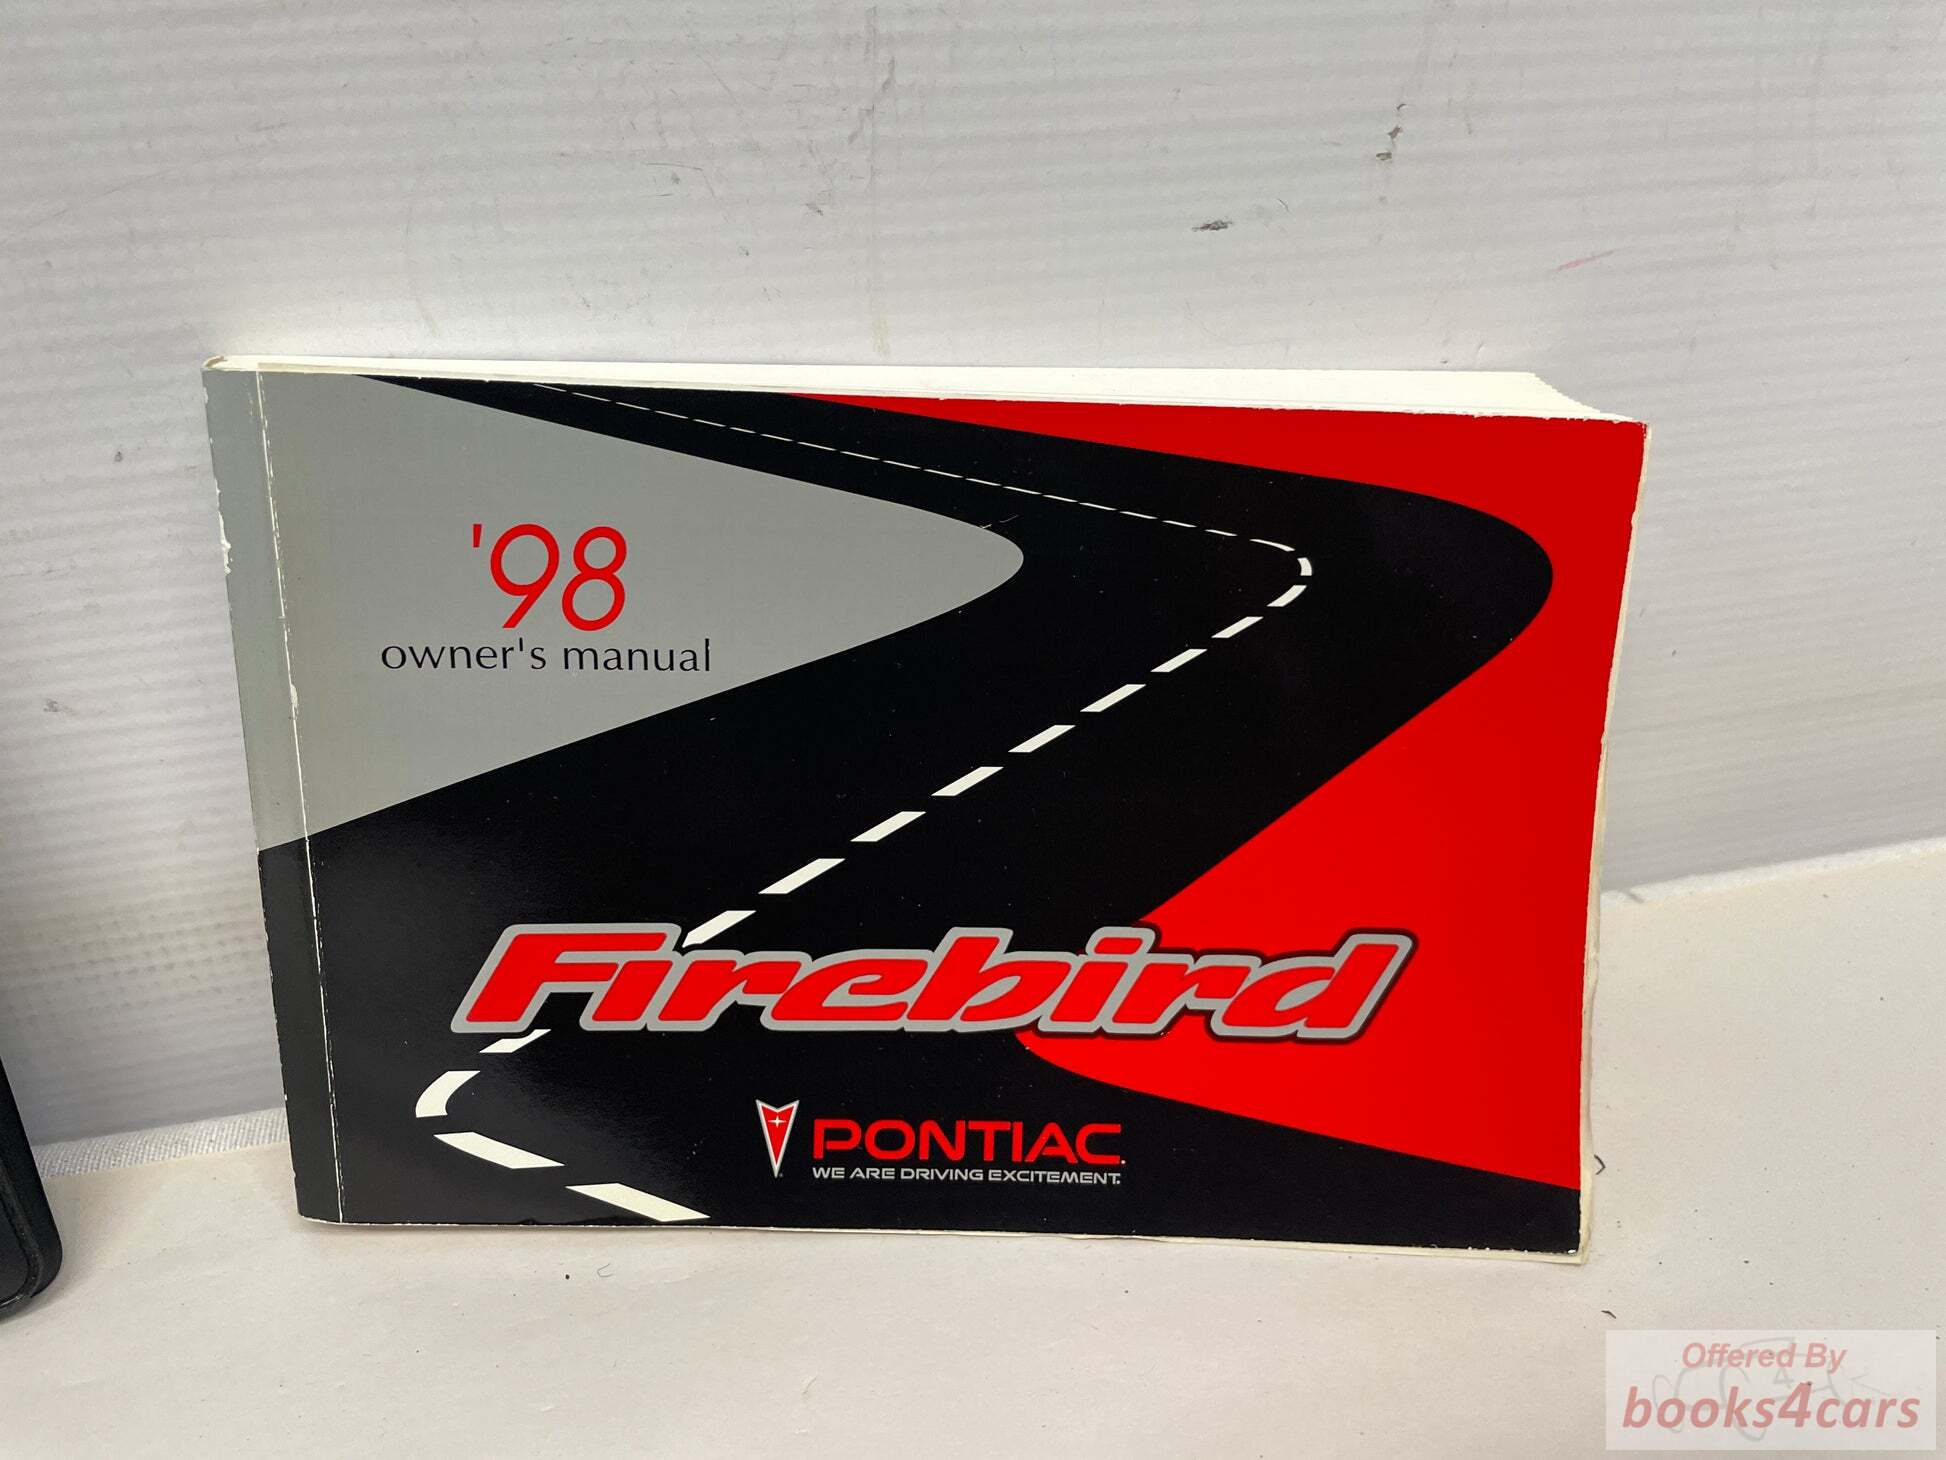 '98
owner's manual
Firebird
PONTIAC.
WE ARE DRIVING EXCITEMENT.
Offered By
books4cars